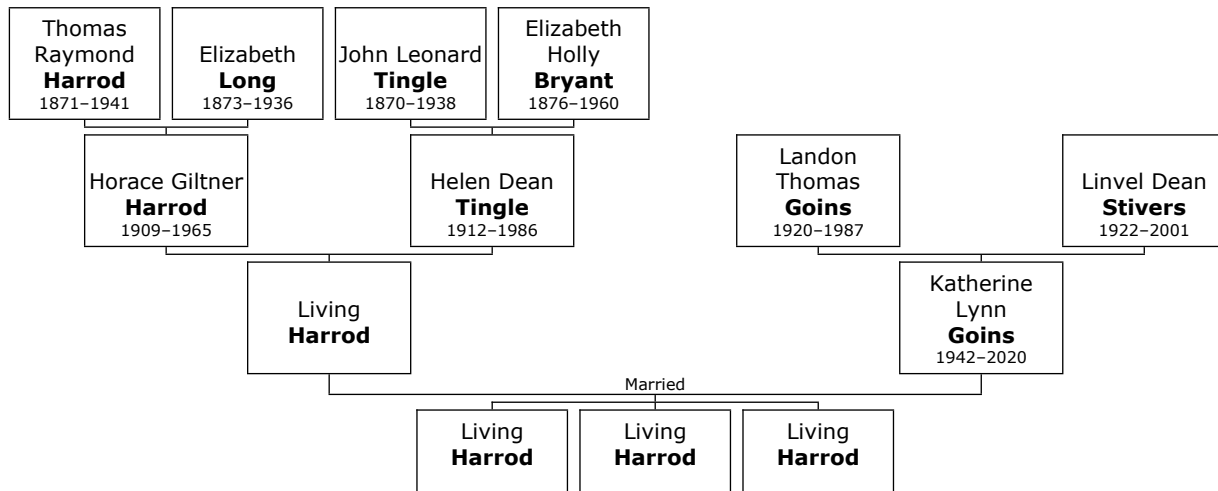 Thomas
Raymond
Harrod
1871–1941
Elizabeth
Long
1873–1936
John Leonard
Tingle
1870–1938
Elizabeth
Holly
Bryant
1876–1960
Horace Giltner
Harrod
1909–1965
Helen Dean
Tingle
1912–1986
Landon
Thomas
Goins
1920–1987
Linvel Dean
Stivers
1922–2001
Living
Harrod
Katherine
Lynn
Goins
1942–2020
Married
Living
Harrod
Living
Harrod
Living
Harrod